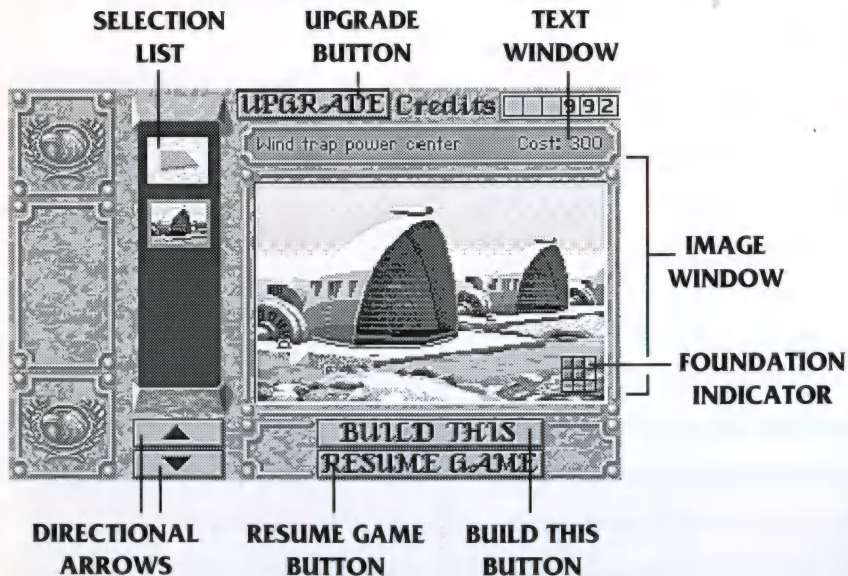 SELECTION
LIST
UPGRADE
BUTTON
TEXT
WINDOW
UPGRADE Credits 992
Wind trap power center Cost: 300
IMAGE
WINDOW
FOUNDATION
INDICATOR
BUILD THIS
RESUME GAME
DIRECTIONAL
ARROWS
RESUME GAME
BUTTON
BUILD THIS
BUTTON